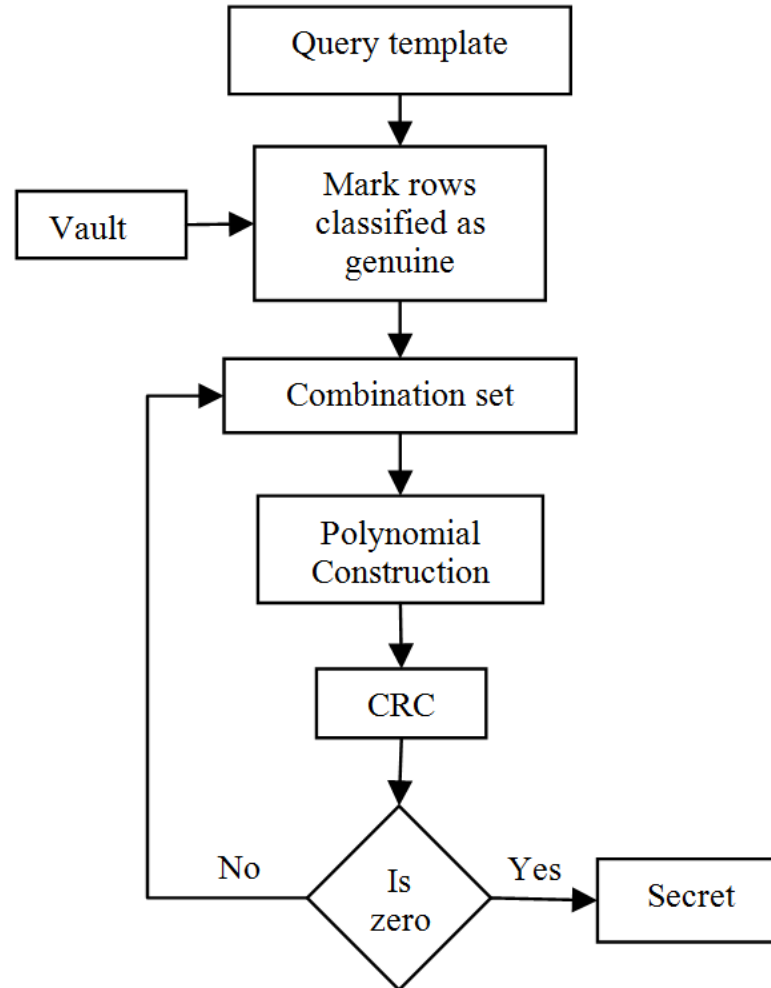 Query template
Mark rows
classified as
genuine
Vault
Combination set
Polynomial
Construction
CRC
No
Is
zero
Yes
Secret